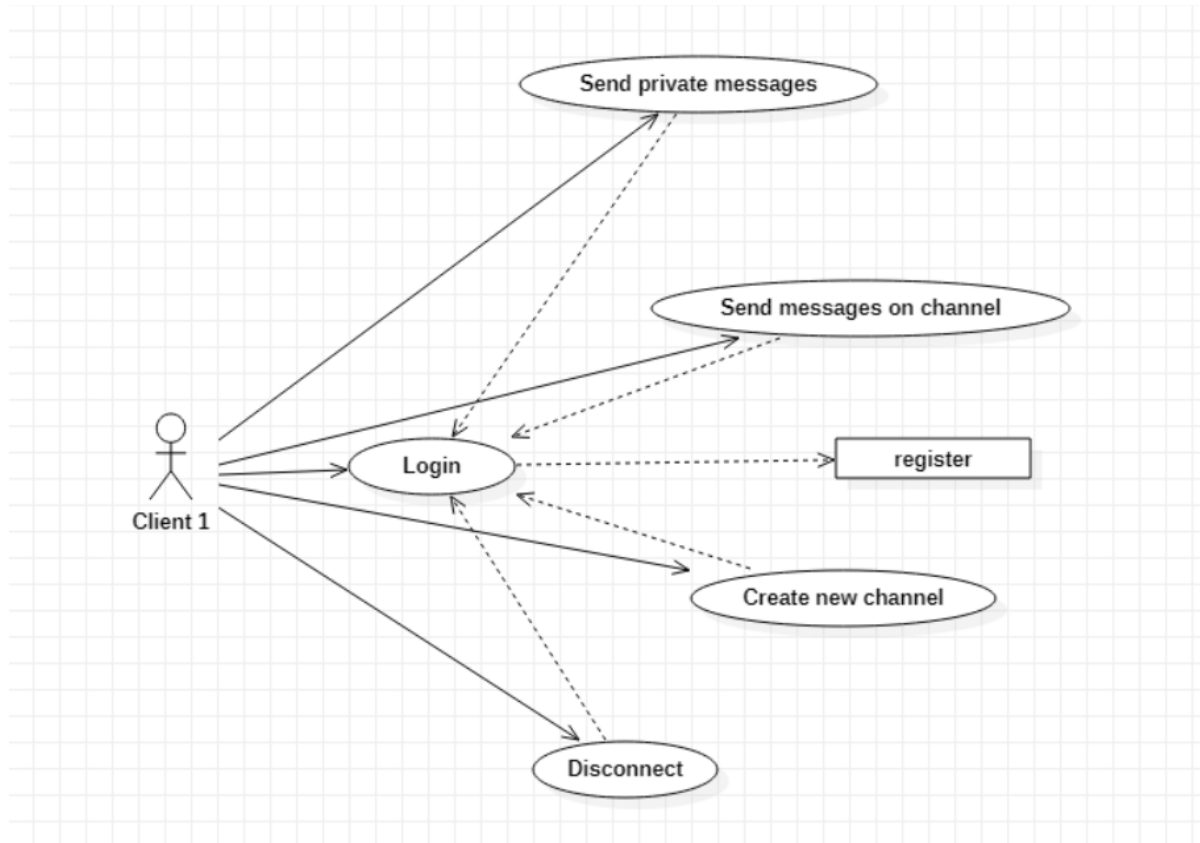 Send private messages
Send messages on channel
Login
register
Client 1
Create new channel
Disconnect